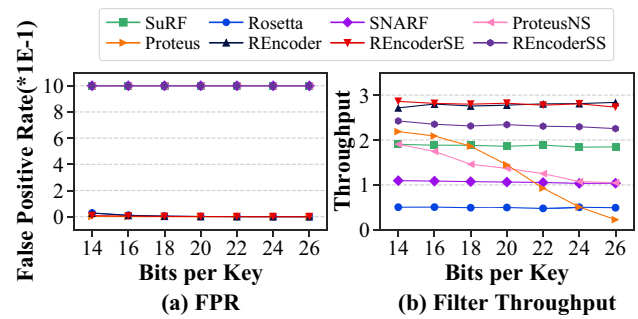 SuRF Rosetta SNARF ProteusNS
Proteus REncoder REncoderSE REncoderSS
False Positive Rate(*1E-1)
10
8
6
4
2
0
14 16 18 20 22 24 26
Bits per Key
(a) FPR
Throughput
3
2
1
0
14 16 18 20 22 24 26
Bits per Key
(b) Filter Throughput